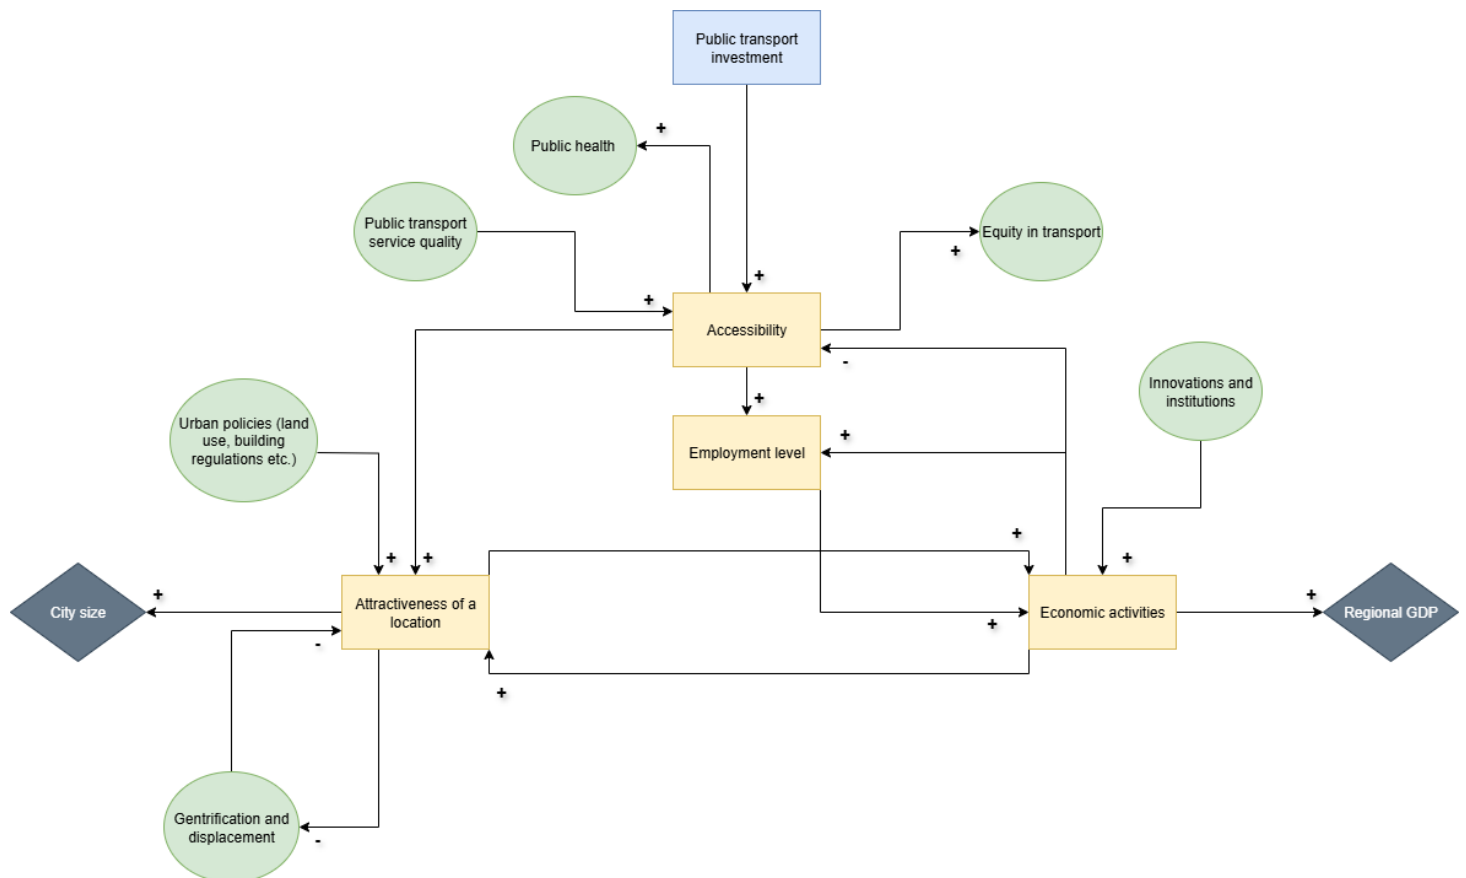 Public transport
investment
+
Public health
Public transport
service quality
Equity in transport
+
+
+
Accessibility
-
Innovations and
institutions
+
Urban policies (land
use, building
regulations etc.)
+
Employment level
+
+
+
+
City size
+
Attractiveness of a
location
Economic activities
+
Regional GDP
+
-
+
Gentrification and
displacement
-